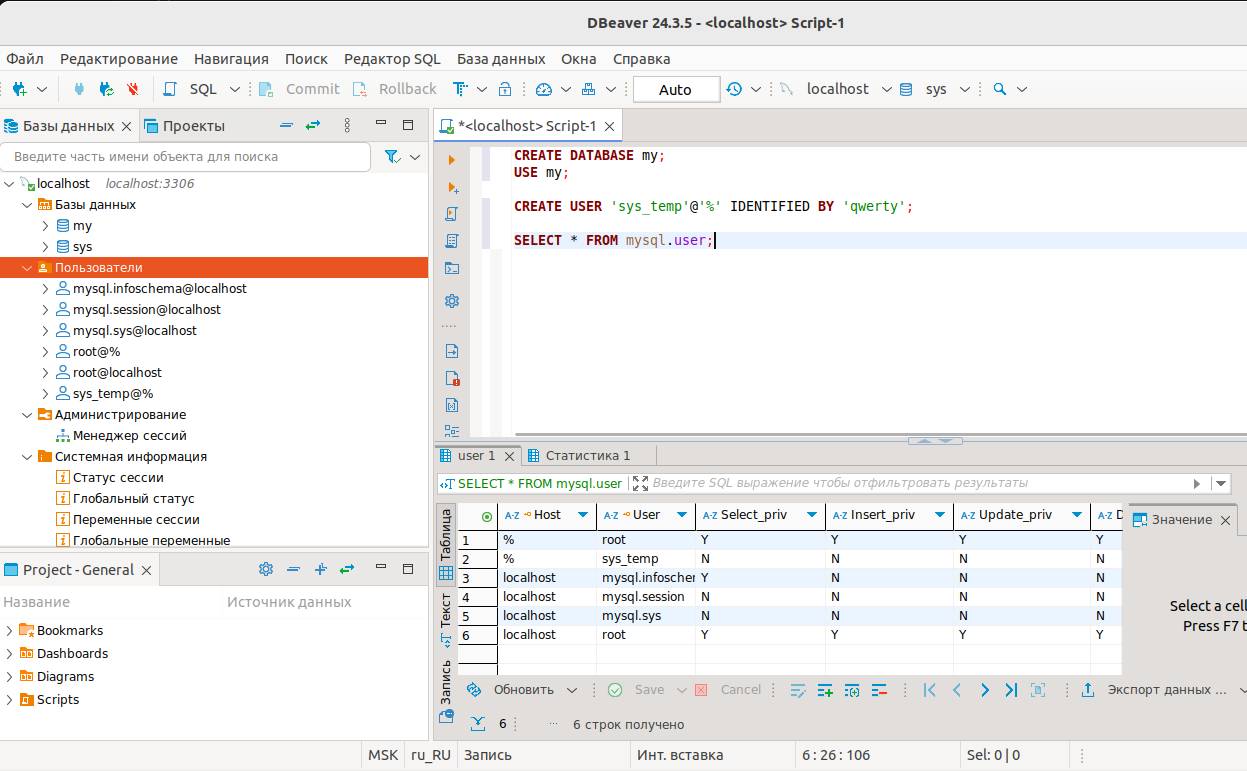 DBeaver 24.3.5 - <localhost> Script-1
Файл Редактирование Навигация Поиск Редактор SQL База данных Окна Справка
SQL Commit Rollback Auto localhost sys
Базы данных Проекты
Введите часть имени объекта для поиска
localhost localhost:3306
Базы данных
my
sys
Пользователи
mysql.infoschema@localhost
mysql.session@localhost
mysql.sys@localhost
root@%
root@localhost
sys_temp@%
Администрирование
Менеджер сессий
Системная информация
Статус сессии
Глобальный статус
Переменные сессии
Глобальные переменные
Project - General
Название Источник данных
Bookmarks
Dashboards
Diagrams
Scripts
*<localhost> Script-1
CREATE DATABASE my;
USE my;
CREATE USER 'sys_temp'@'%' IDENTIFIED BY 'qwerty';
SELECT * FROM mysql.user;
user 1 Статистика 1
SELECT * FROM mysql.user Введите SQL выражение чтобы отфильтровать результаты
Таблица
Текст
Запись
A-Z Host A-Z User A-Z Select_priv A-Z Insert_priv A-Z Update_priv A-Z D
1 % root Y Y Y Y
2 % sys_temp N N N N
3 localhost mysql.infoscher Y N N N
4 localhost mysql.session N N N N
5 localhost mysql.sys N N N N
6 localhost root Y Y Y Y
Значение
Select a cell
Press F7 t
Обновить Save Cancel Экспорт данных ...
6 ... 6 строк получено
MSK ru_RU Запись Инт. вставка 6 : 26 : 106 Sel: 0 | 0